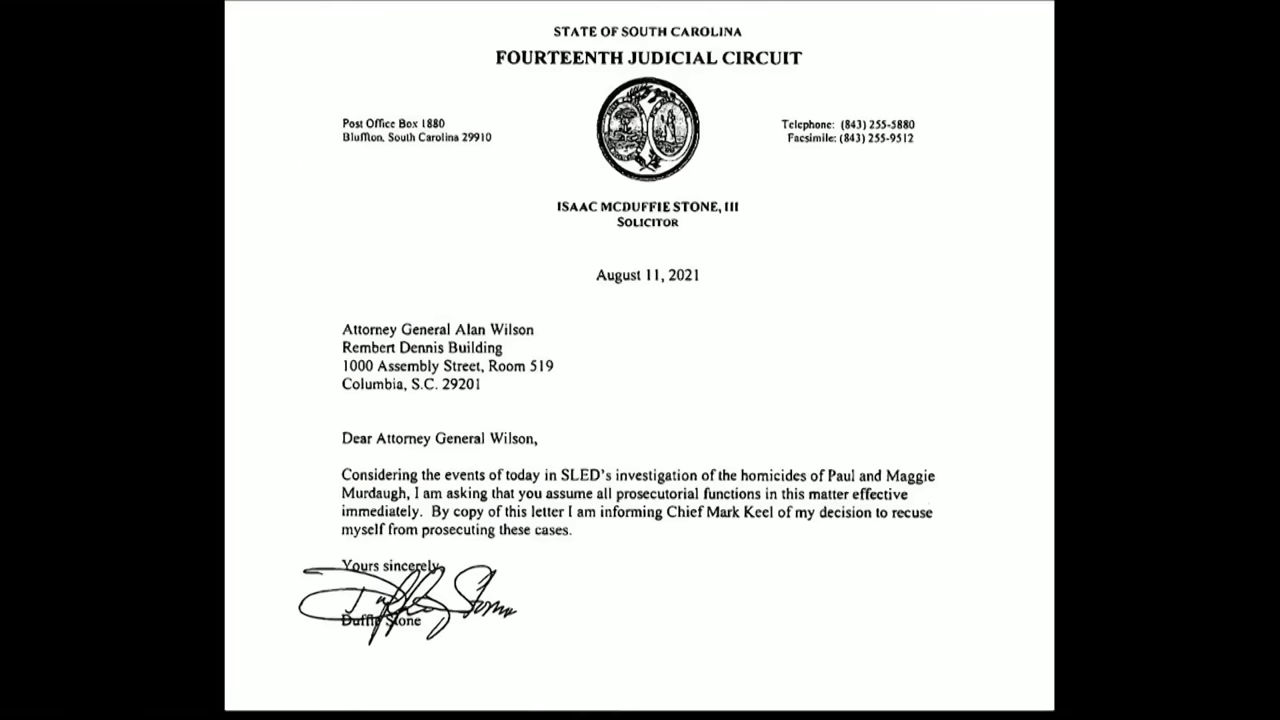 STATE OF SOUTH CAROLINA
FOURTEENTH JUDICIAL CIRCUIT
Post Office Box 1880
Bluffton, South Carolina 29910
Telephone: (843) 255-5880
Facsimile: (843) 255-9512
ISAAC MCDUFFIE STONE, III
SOLICITOR
August 11, 2021
Attorney General Alan Wilson
Rembert Dennis Building
1000 Assembly Street, Room 519
Columbia, S.C. 29201
Dear Attorney General Wilson,
Considering the events of today in SLED's investigation of the homicides of Paul and Maggie
Murdaugh, I am asking that you assume all prosecutorial functions in this matter effective
immediately. By copy of this letter I am informing Chief Mark Keel of my decision to recuse
myself from prosecuting these cases.
Yours sincerely,
Duffie Stone
Duffie Stone